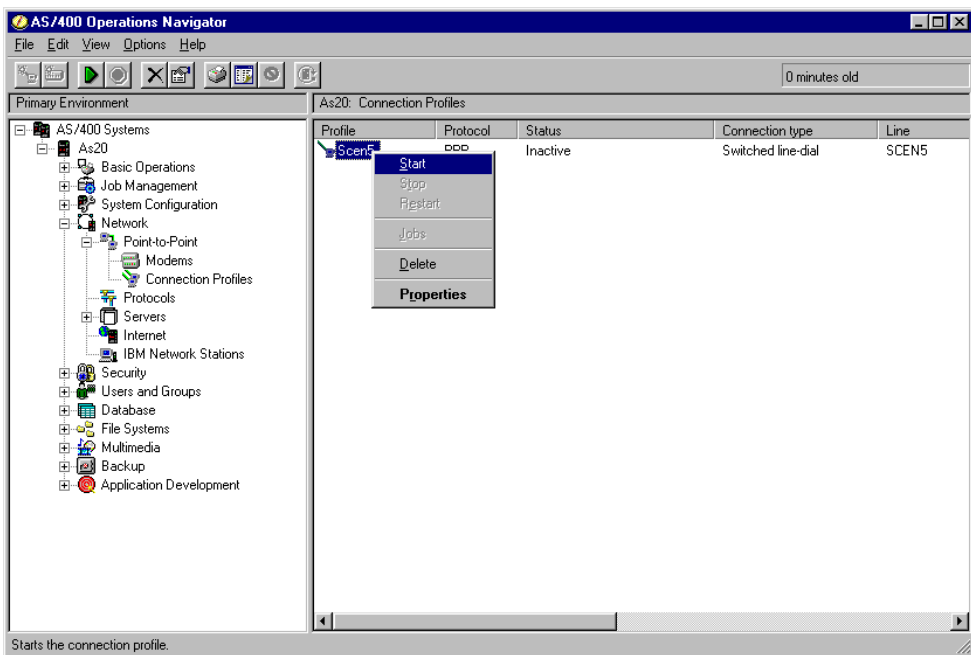 AS/400 Operations Navigator
File Edit View Options Help
0 minutes old
Primary Environment
As20: Connection Profiles
AS/400 Systems
As20
Basic Operations
Job Management
System Configuration
Network
Point-to-Point
Modems
Connection Profiles
Protocols
Servers
Internet
IBM Network Stations
Security
Users and Groups
Database
File Systems
Multimedia
Backup
Application Development
Profile Protocol Status Connection type Line
Scen5 PPP Inactive Switched line-dial SCEN5
Start
Stop
Restart
Jobs
Delete
Properties
Starts the connection profile.